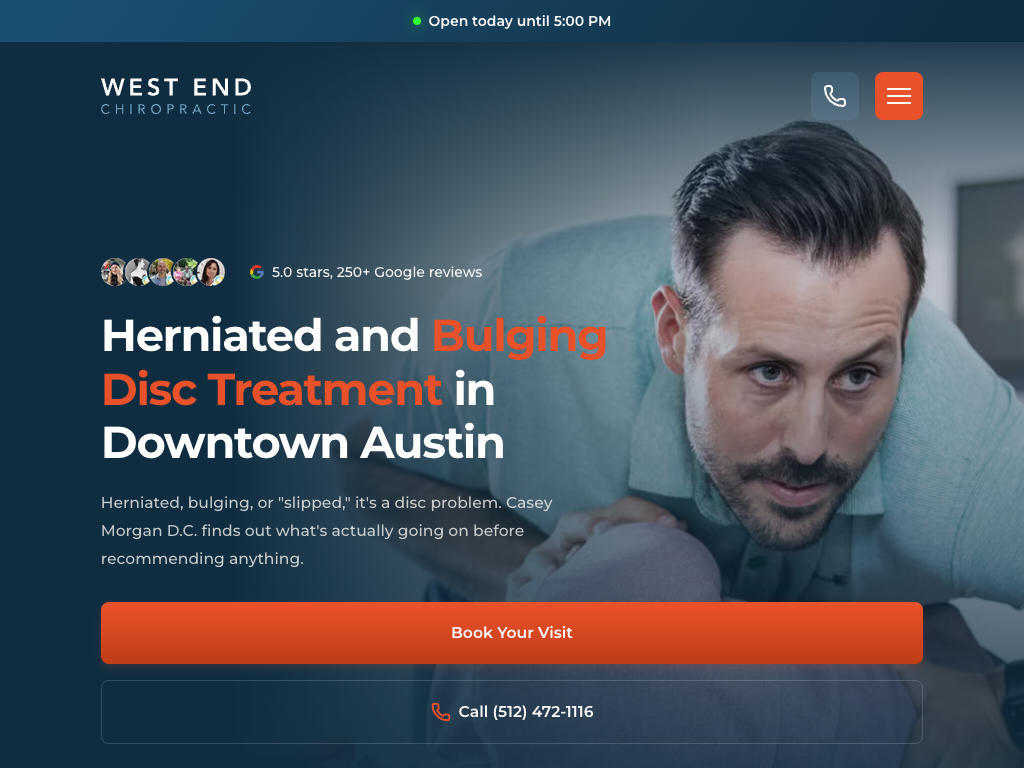 Open today until 5:00 PM
WEST END
CHIROPRACTIC
5.0 stars, 250+ Google reviews
Herniated and Bulging
Disc Treatment in
Downtown Austin
Herniated, bulging, or "slipped," it's a disc problem. Casey
Morgan D.C. finds out what's actually going on before
recommending anything.
Book Your Visit
Call (512) 472-1116